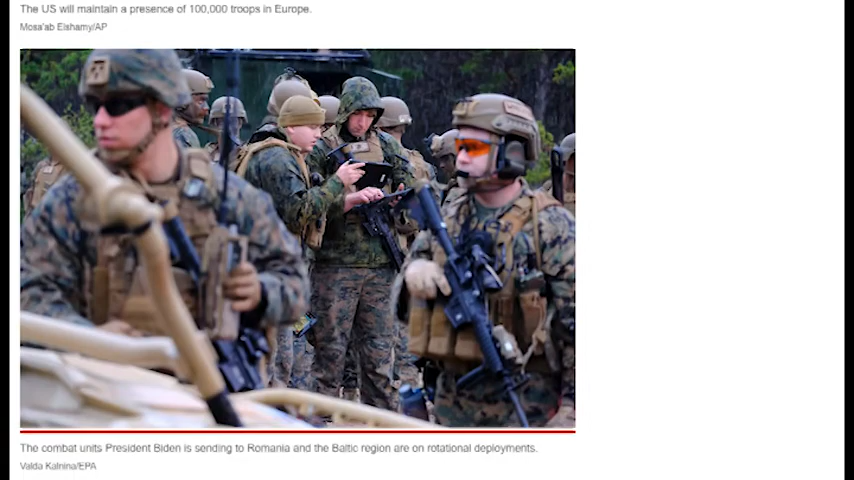 The US will maintain a presence of 100,000 troops in Europe.
Mosa'ab Elshamy/AP
The combat units President Biden is sending to Romania and the Baltic region are on rotational deployments.
Valda Kalnina/EPA